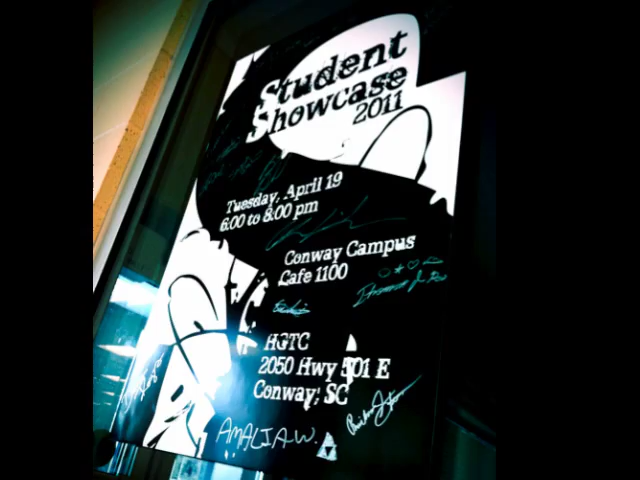 Student
Showcase
2011
Tuesday, April 19
6:00 to 8:00 pm
Conway Campus
Cafe 1100
HGTC
2050 Hwy 501 E
Conway, SC
AMALIA W.